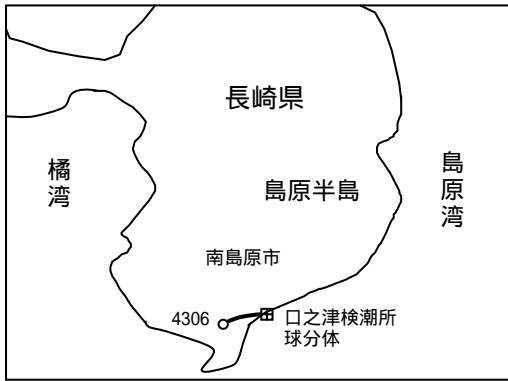 長崎県
橘湾
島原湾
島原半島
南島原市
4306
口之津検潮所
球分体